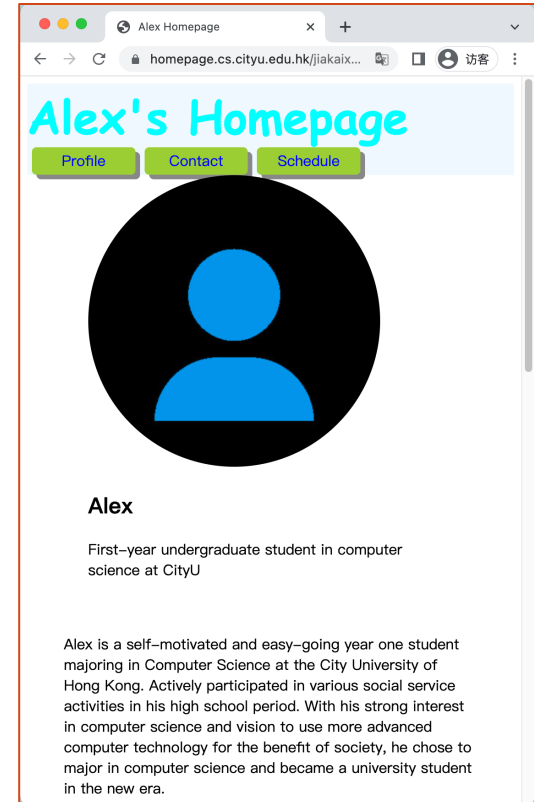 Alex Homepage
homepage.cs.cityu.edu.hk/jiakaix...
访客
Alex's Homepage
Profile Contact Schedule
Alex
First-year undergraduate student in computer
science at CityU
Alex is a self-motivated and easy-going year one student
majoring in Computer Science at the City University of
Hong Kong. Actively participated in various social service
activities in his high school period. With his strong interest
in computer science and vision to use more advanced
computer technology for the benefit of society, he chose to
major in computer science and became a university student
in the new era.